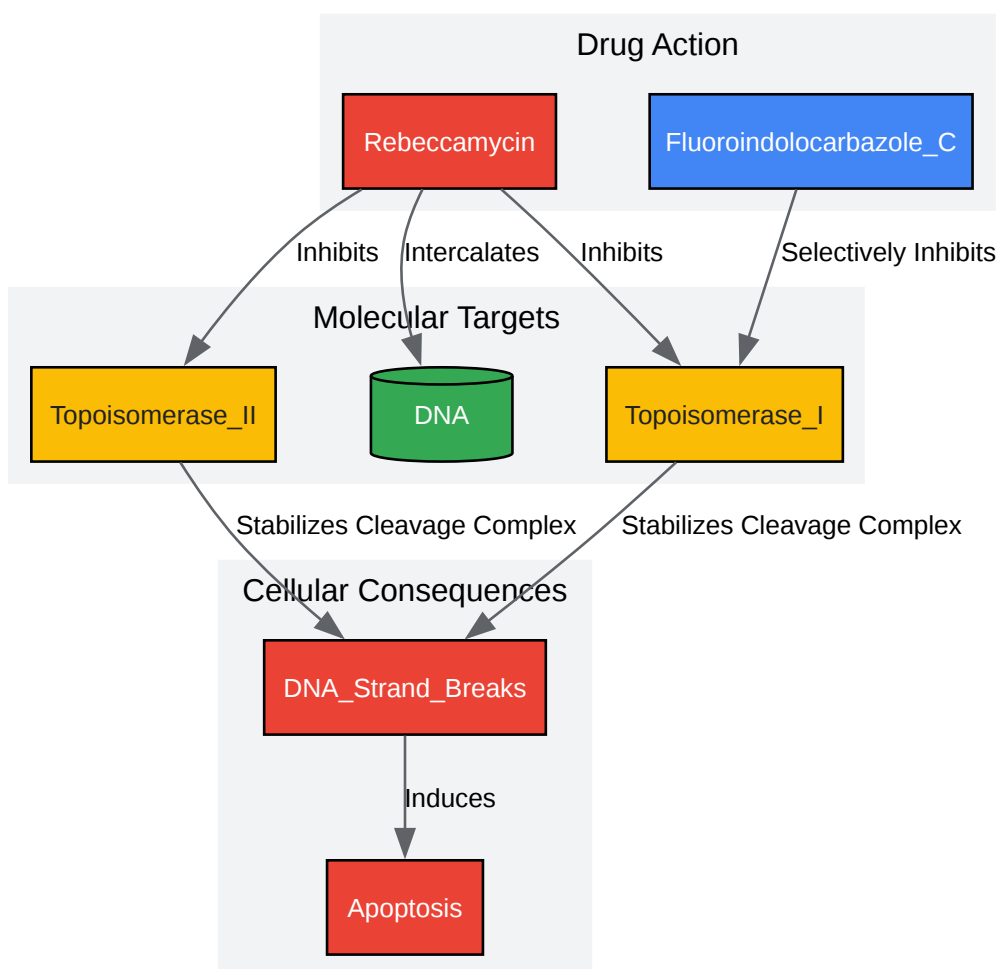 Drug Action
Rebeccamycin
Fluoroindolocarbazole_C
Inhibits
Intercalates
Inhibits
Selectively Inhibits
Molecular Targets
Topoisomerase_II
DNA
Topoisomerase_I
Stabilizes Cleavage Complex
Stabilizes Cleavage Complex
Cellular Consequences
DNA_Strand_Breaks
Induces
Apoptosis